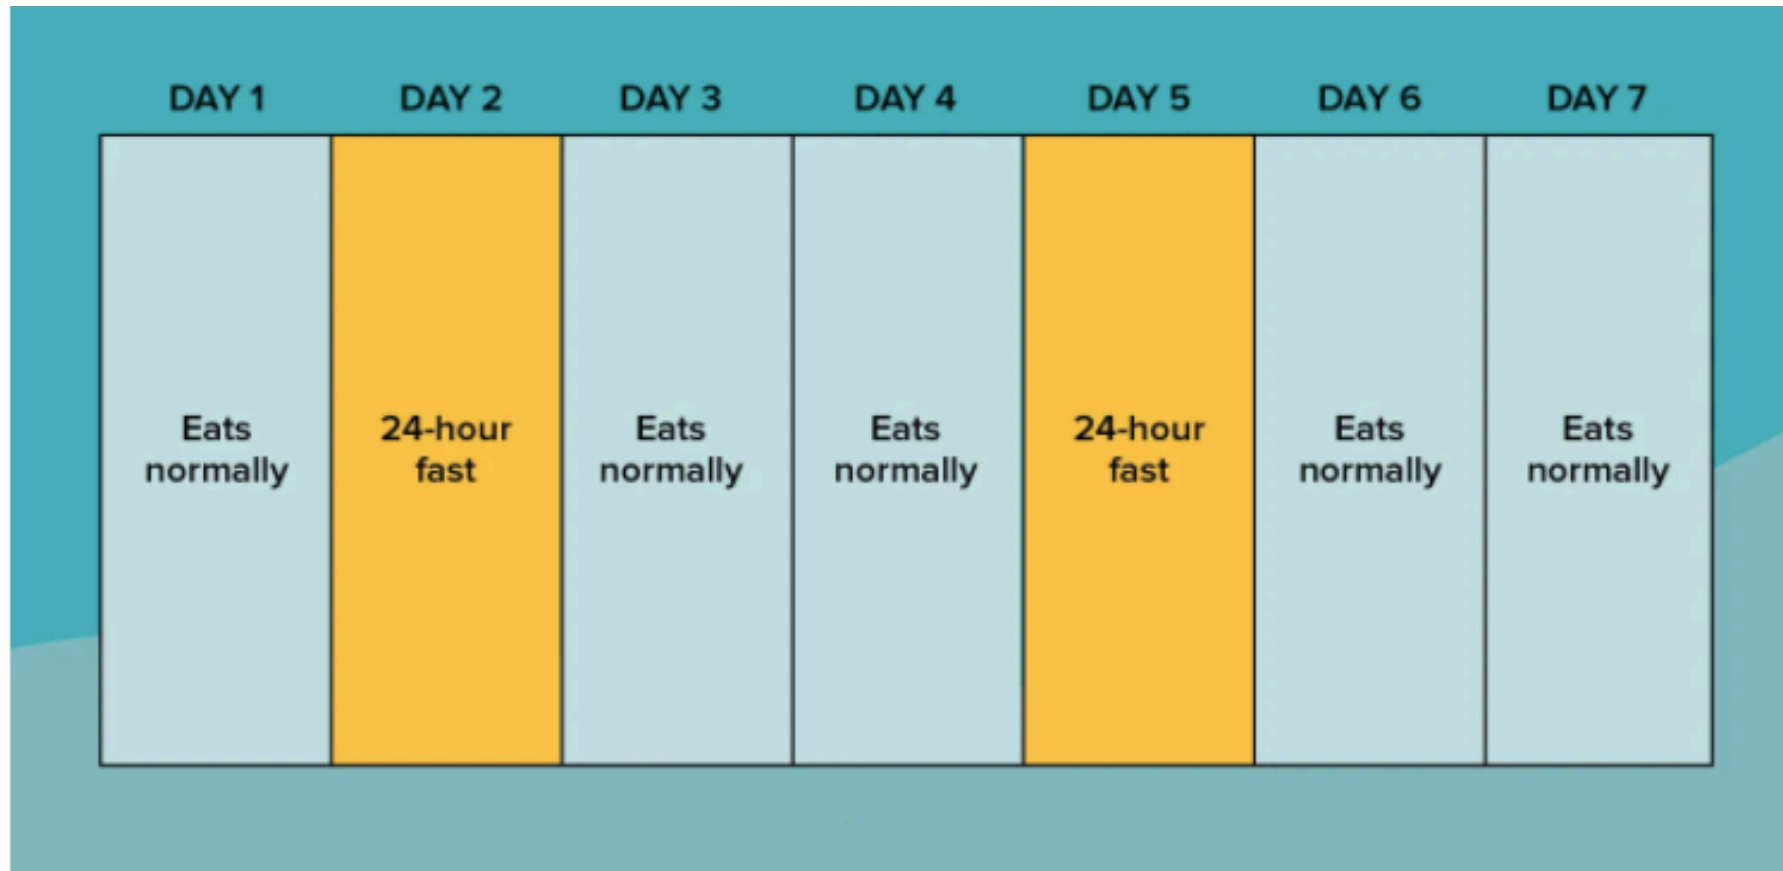 DAY 1
DAY 2
DAY 3
DAY 4
DAY 5
DAY 6
DAY 7
Eats
normally
24-hour
fast
Eats
normally
Eats
normally
24-hour
fast
Eats
normally
Eats
normally